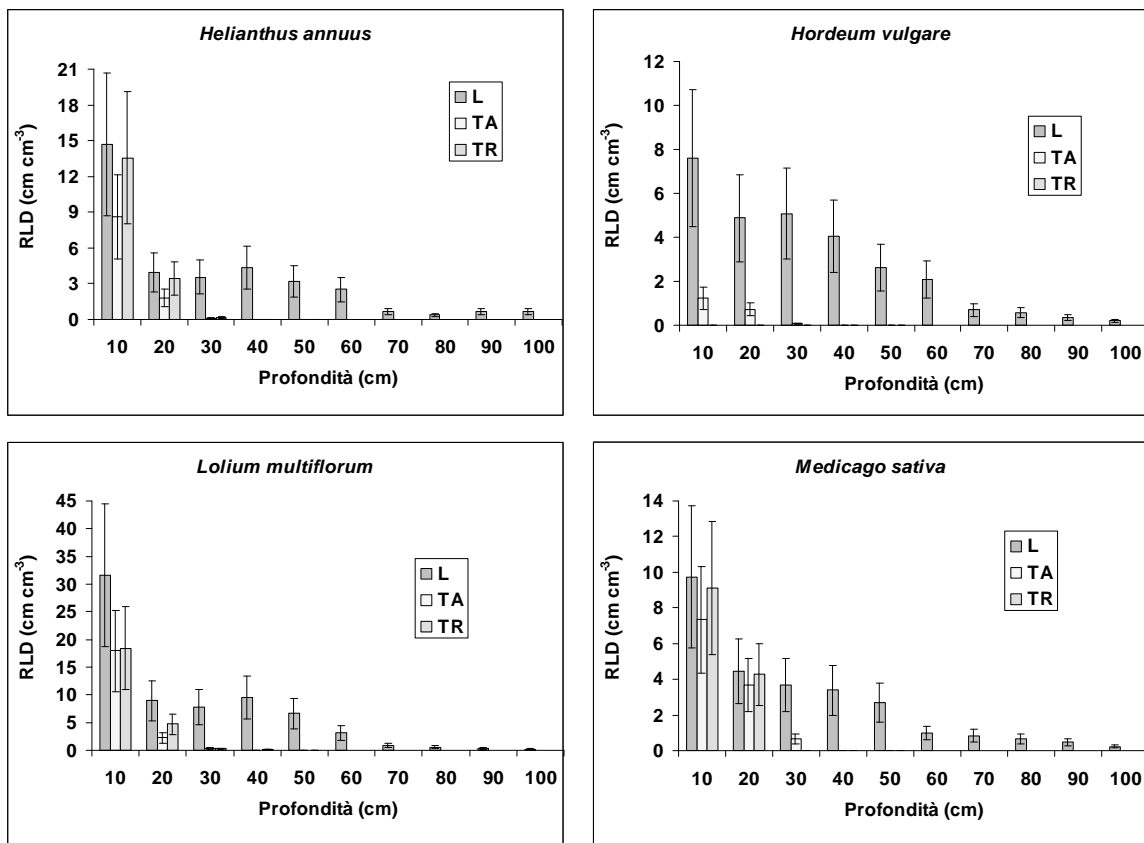 Helianthus annuus
21
18
15
12
9
6
3
0
RLD (cm cm⁻³)
L
TA
TR
10 20 30 40 50 60 70 80 90 100
Profondità (cm)
Hordeum vulgare
12
10
8
6
4
2
0
RLD (cm cm⁻³)
L
TA
TR
10 20 30 40 50 60 70 80 90 100
Profondità (cm)
Lolium multiflorum
45
40
35
30
25
20
15
10
5
0
RLD (cm cm⁻³)
L
TA
TR
10 20 30 40 50 60 70 80 90 100
Profondità (cm)
Medicago sativa
14
12
10
8
6
4
2
0
RLD (cm cm⁻³)
L
TA
TR
10 20 30 40 50 60 70 80 90 100
Profondità (cm)